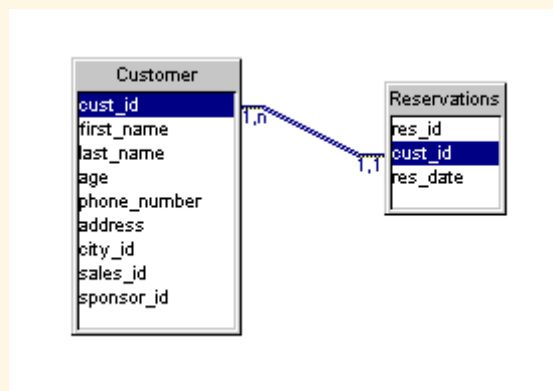 Customer
cust_id
first_name
last_name
age
phone_number
address
city_id
sales_id
sponsor_id
1,n
1,1
Reservations
res_id
cust_id
res_date